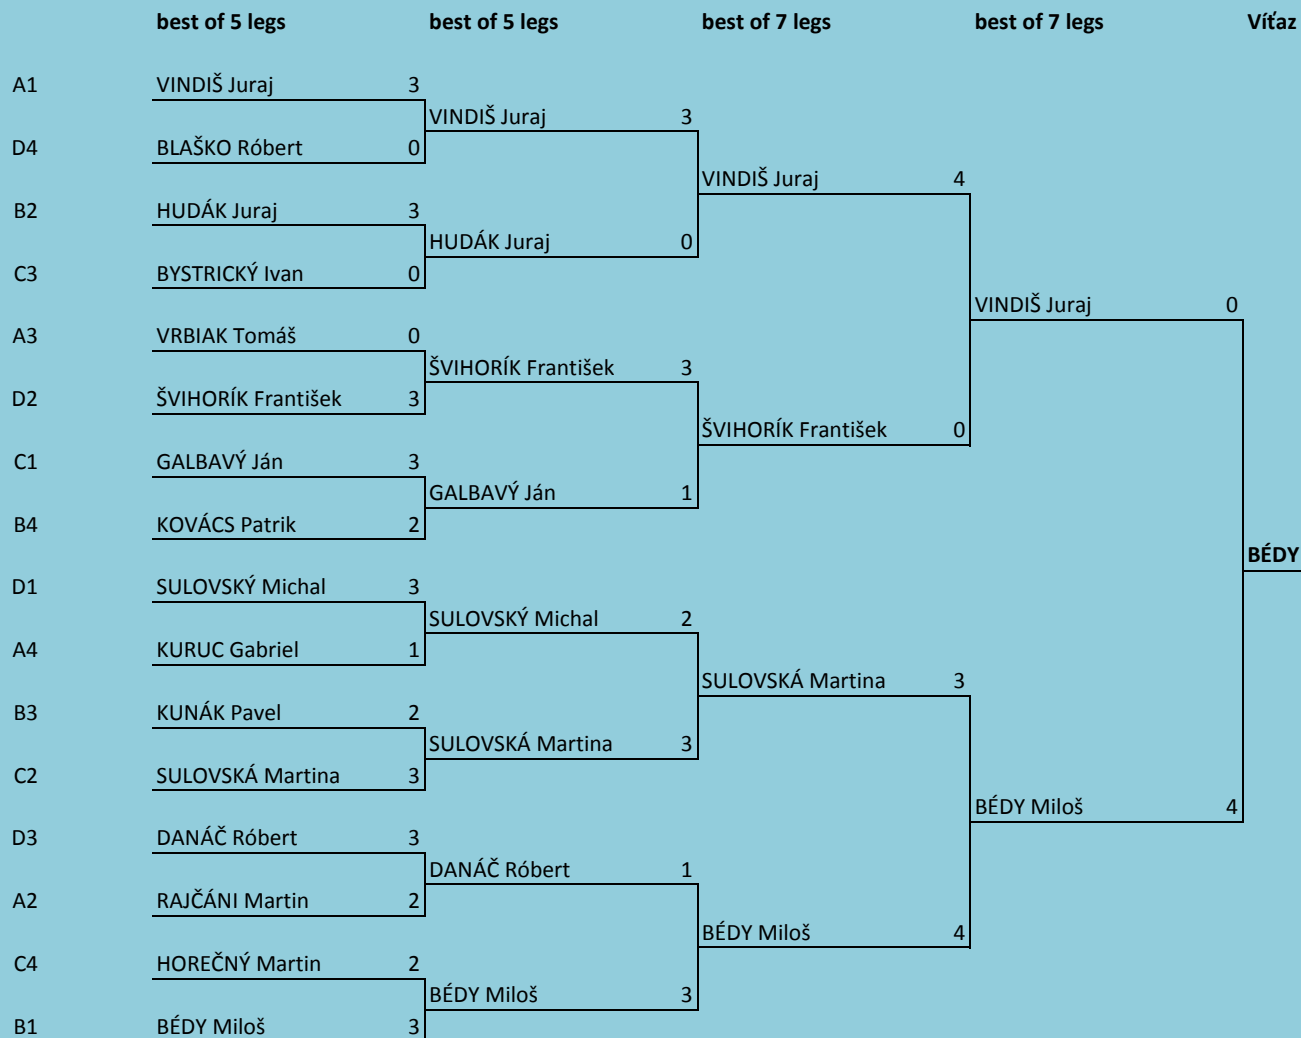 best of 5 legs best of 5 legs best of 7 legs best of 7 legs Víťaz
A1 VINDIŠ Juraj 3
VINDIŠ Juraj 3
D4 BLAŠKO Róbert 0
VINDIŠ Juraj 4
B2 HUDÁK Juraj 3
HUDÁK Juraj 0
C3 BYSTRICKÝ Ivan 0
VINDIŠ Juraj 0
A3 VRBIAK Tomáš 0
ŠVIHORÍK František 3
D2 ŠVIHORÍK František 3
ŠVIHORÍK František 0
C1 GALBAVÝ Ján 3
GALBAVÝ Ján 1
B4 KOVÁCS Patrik 2
BÉDY
D1 SULOVSKÝ Michal 3
SULOVSKÝ Michal 2
A4 KURUC Gabriel 1
SULOVSKÁ Martina 3
B3 KUNÁK Pavel 2
SULOVSKÁ Martina 3
C2 SULOVSKÁ Martina 3
BÉDY Miloš 4
D3 DANÁČ Róbert 3
DANÁČ Róbert 1
A2 RAJČÁNI Martin 2
BÉDY Miloš 4
C4 HOREČNÝ Martin 2
BÉDY Miloš 3
B1 BÉDY Miloš 3